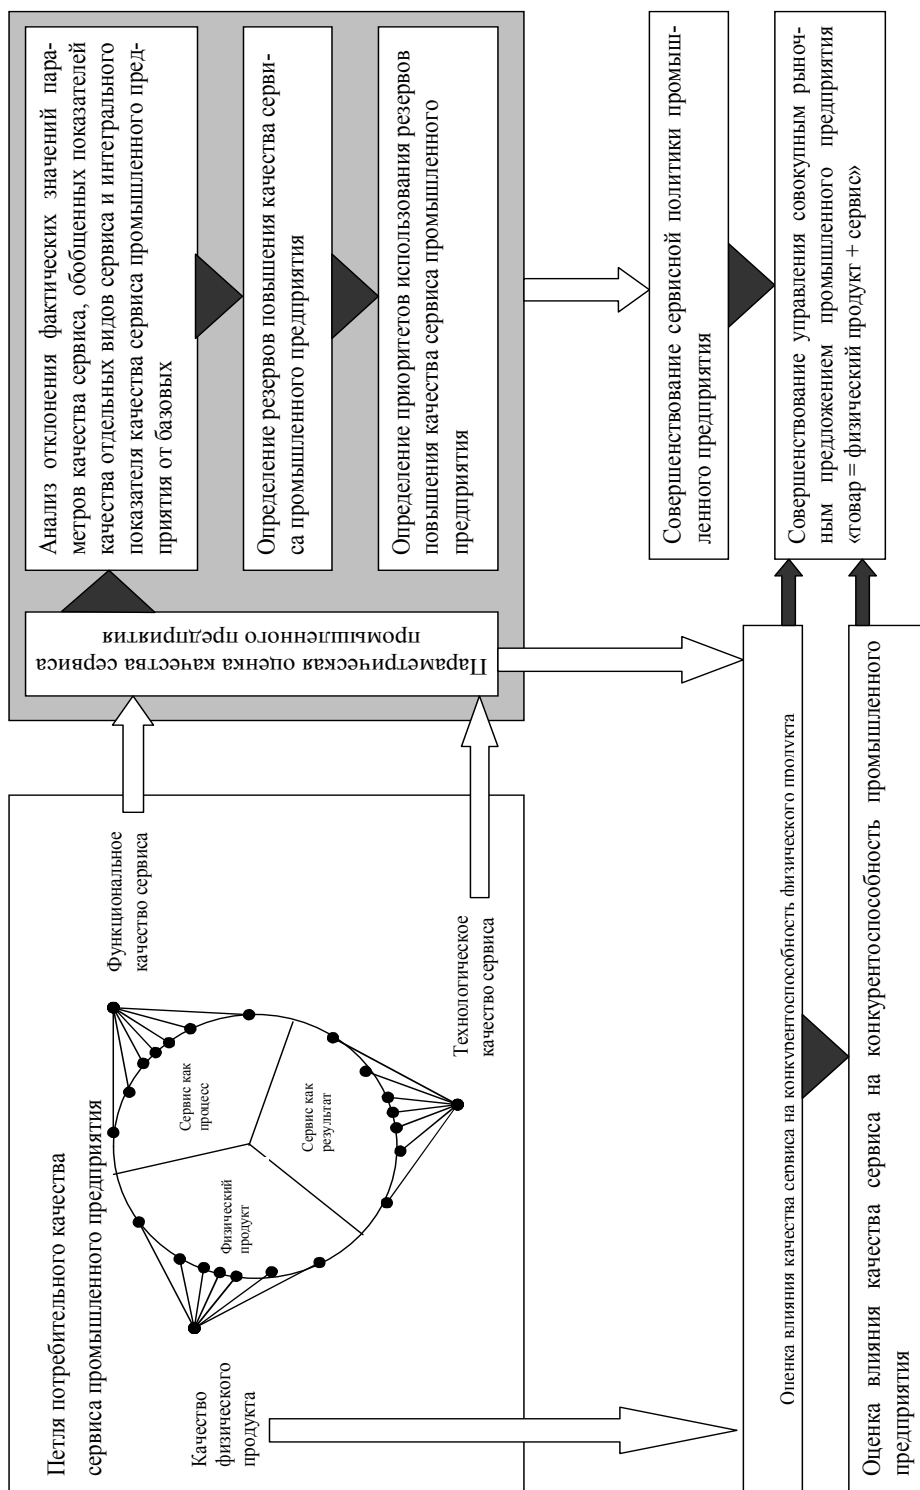 Петля потребительного качества
сервиса промышленного предприятия
Качество
физического
продукта
Физический
продукт
Сервис как
процесс
Сервис как
результат
Функциональное
качество сервиса
Технологическое
качество сервиса
Параметрическая оценка качества сервиса
промышленного предприятия
Анализ отклонения фактических значений пара-
метров качества сервиса, обобщенных показателей
качества отдельных видов сервиса и интегрального
показателя качества сервиса промышленного пред-
приятия от базовых
Определение резервов повышения качества серви-
са промышленного предприятия
Определение приоритетов использования резервов
повышения качества сервиса промышленного
предприятия
Совершенствование сервисной политики промыш-
ленного предприятия
Совершенствование управления совокупным рыноч-
ным предложением промышленного предприятия
«товар = физический продукт + сервис»
Оценка влияния качества сервиса на конкурентоспособность физического продукта
Оценка влияния качества сервиса на конкурентоспособность промышленного
предприятия